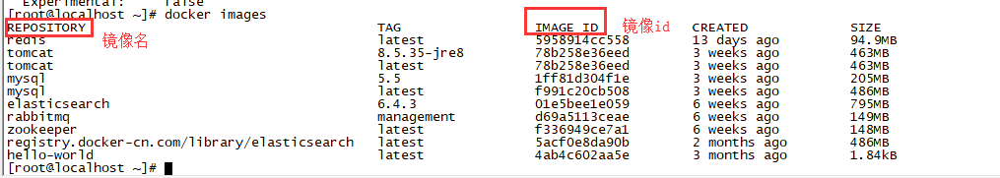 Experimental:     false
[root@localhost ~]# docker images
REPOSITORY 镜像名 TAG IMAGE ID 镜像id CREATED SIZE
redis latest 5958914cc558 13 days ago 94.9MB
tomcat 8.5.35-jre8 78b258e36eed 3 weeks ago 463MB
tomcat latest 78b258e36eed 3 weeks ago 463MB
mysql 5.5 1ff81d304f1e 3 weeks ago 205MB
mysql latest f991c20cb508 3 weeks ago 486MB
elasticsearch 6.4.3 01e5bee1e059 6 weeks ago 795MB
rabbitmq management d69a5113ceae 6 weeks ago 149MB
zookeeper latest f336949ce7a1 6 weeks ago 148MB
registry.docker-cn.com/library/elasticsearch latest 5acf0e8da90b 2 months ago 486MB
hello-world latest 4ab4c602aa5e 3 months ago 1.84kB
[root@localhost ~]#